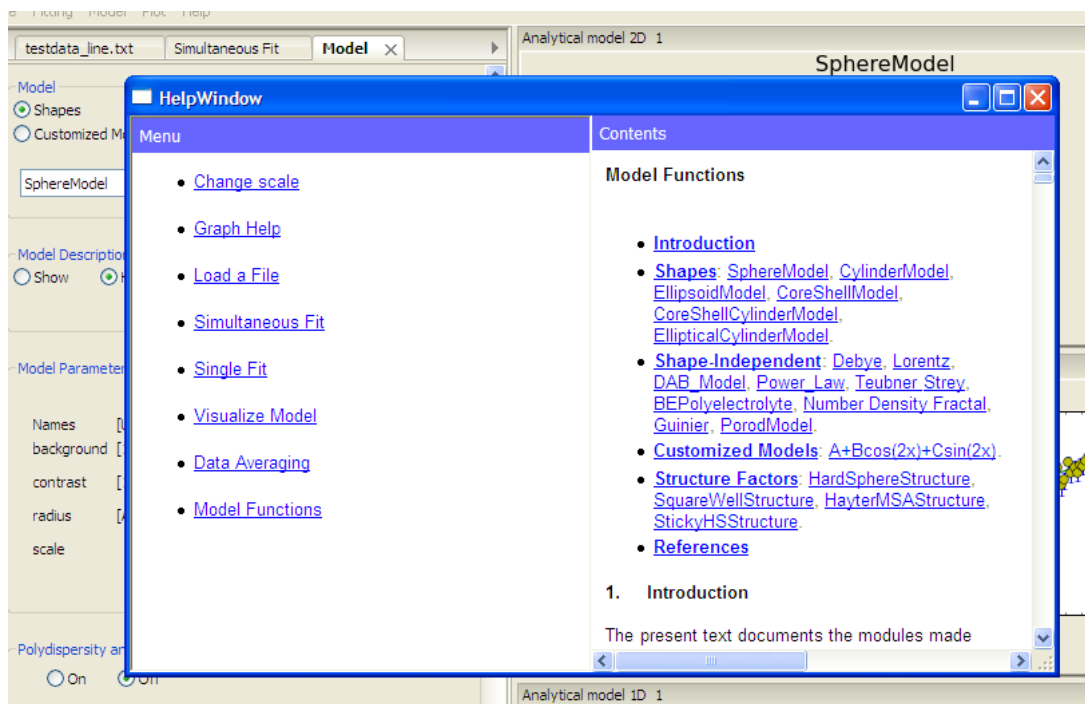 Fitting Model Plot Help
testdata_line.txt Simultaneous Fit Model
Analytical model 2D 1
SphereModel
Model
Shapes
Customized
SphereModel
Model Description
Show
Model Parameter
Names
background
contrast
radius
scale
Polydispersity
On Off
HelpWindow
Menu
Change scale
Graph Help
Load a File
Simultaneous Fit
Single Fit
Visualize Model
Data Averaging
Model Functions
Contents
Model Functions
Introduction
Shapes: SphereModel, CylinderModel,
EllipsoidModel, CoreShellModel,
CoreShellCylinderModel,
EllipticalCylinderModel.
Shape-Independent: Debye, Lorentz,
DAB_Model, Power_Law, Teubner Strey,
BEPolyelectrolyte, Number Density Fractal,
Guinier, PorodModel.
Customized Models: A+Bcos(2x)+Csin(2x).
Structure Factors: HardSphereStructure,
SquareWellStructure, HayterMSAStructure,
StickyHSStructure.
References
1. Introduction
The present text documents the modules made
Analytical model 1D 1